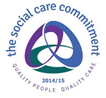 the social care commitment
2014/15
QUALITY PEOPLE QUALITY CARE